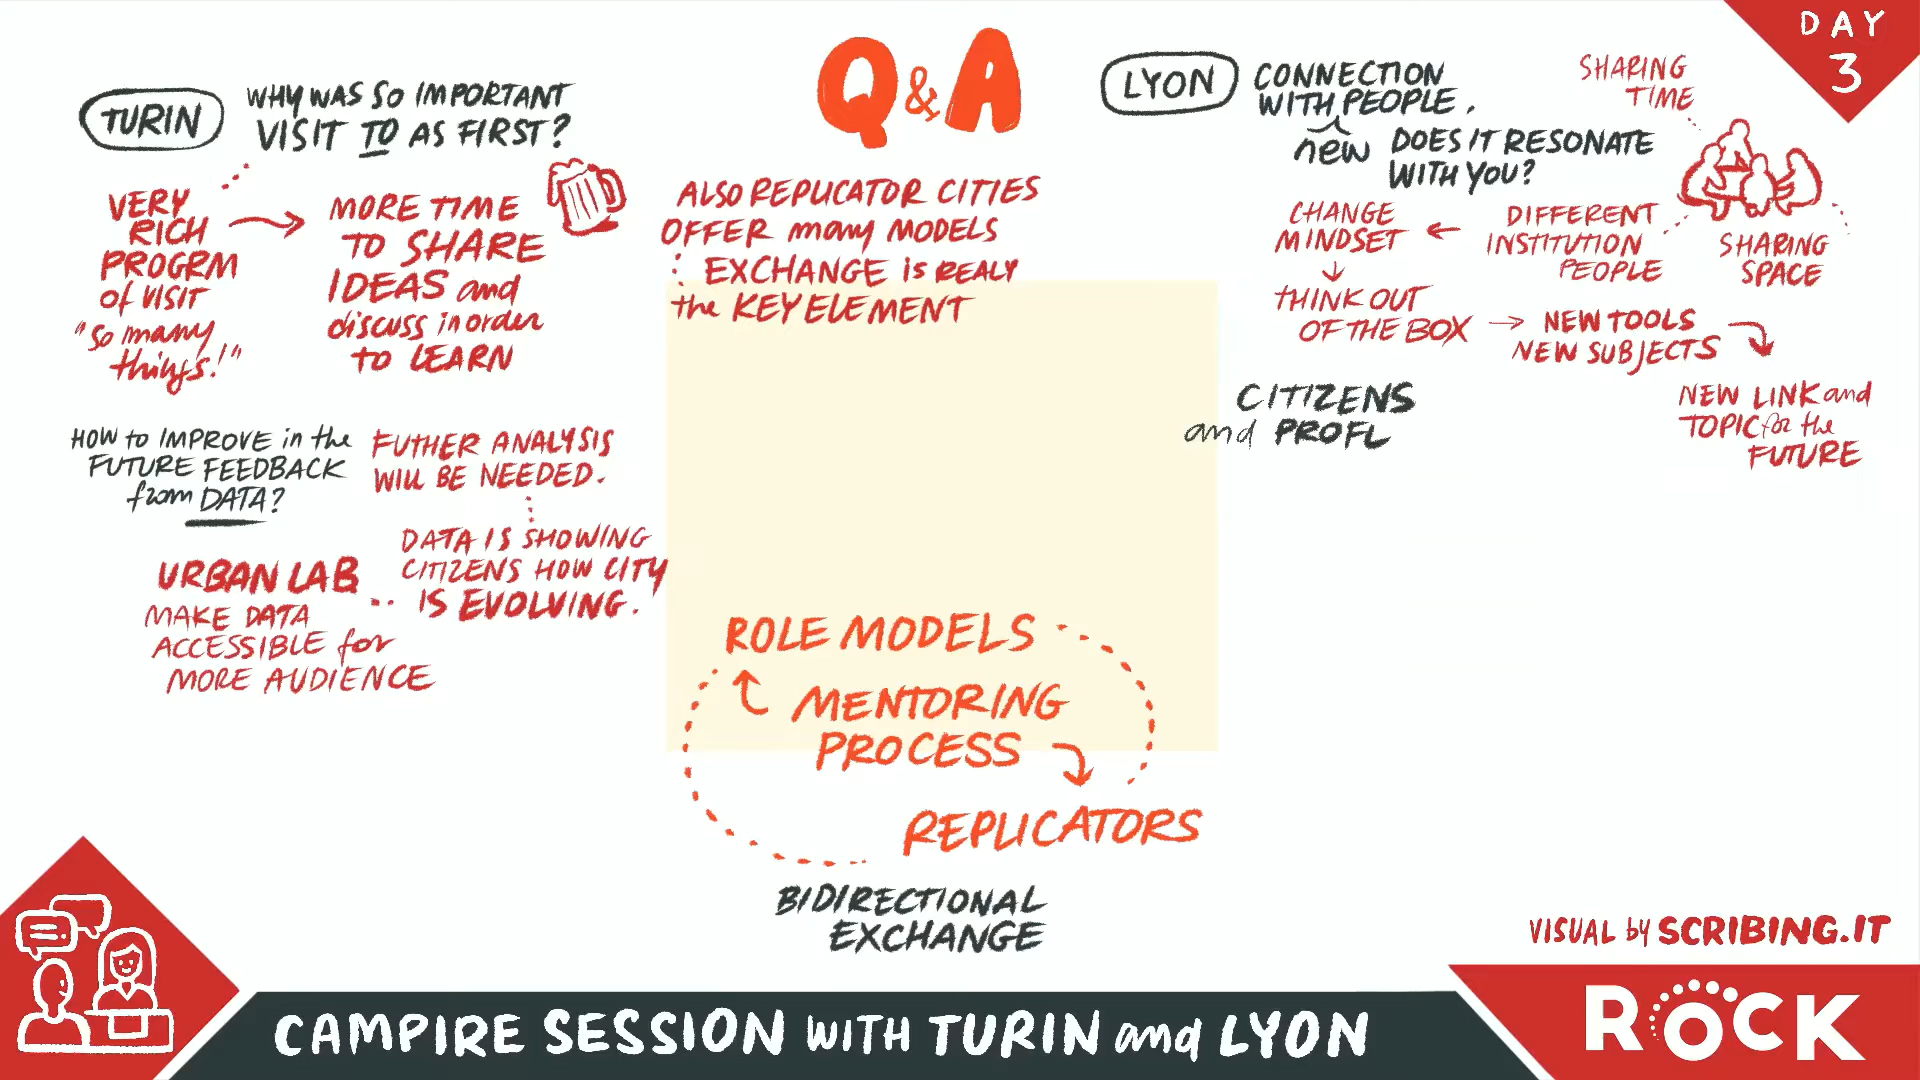 DAY
3
Q&A
TURIN
WHY WAS SO IMPORTANT
VISIT TO AS FIRST?
VERY
RICH
PROGRM
of VISIT
"so many
things!"
MORE TIME
TO SHARE
IDEAS and
discuss in order
TO LEARN
ALSO REPLICATOR CITIES
OFFER many MODELS
EXCHANGE is REALY
the KEY ELEMENT
HOW to IMPROVE in the
FUTURE FEEDBACK
from DATA?
FUTHER ANALYSIS
WILL BE NEEDED.
DATA IS SHOWING
CITIZENS HOW CITY
IS EVOLVING.
URBAN LAB
MAKE DATA
ACCESSIBLE for
MORE AUDIENCE
ROLE MODELS
MENTORING
PROCESS
REPLICATORS
BIDIRECTIONAL
EXCHANGE
LYON
CONNECTION
WITH PEOPLE.
new
DOES IT RESONATE
WITH YOU?
SHARING
TIME
SHARING
SPACE
DIFFERENT
INSTITUTION
PEOPLE
CHANGE
MINDSET
THINK OUT
OF THE BOX
NEW TOOLS
NEW SUBJECTS
NEW LINK and
TOPIC for the
FUTURE
CITIZENS
and PROFL
VISUAL by SCRIBING.IT
CAMPIRE SESSION WITH TURIN and LYON
ROCK